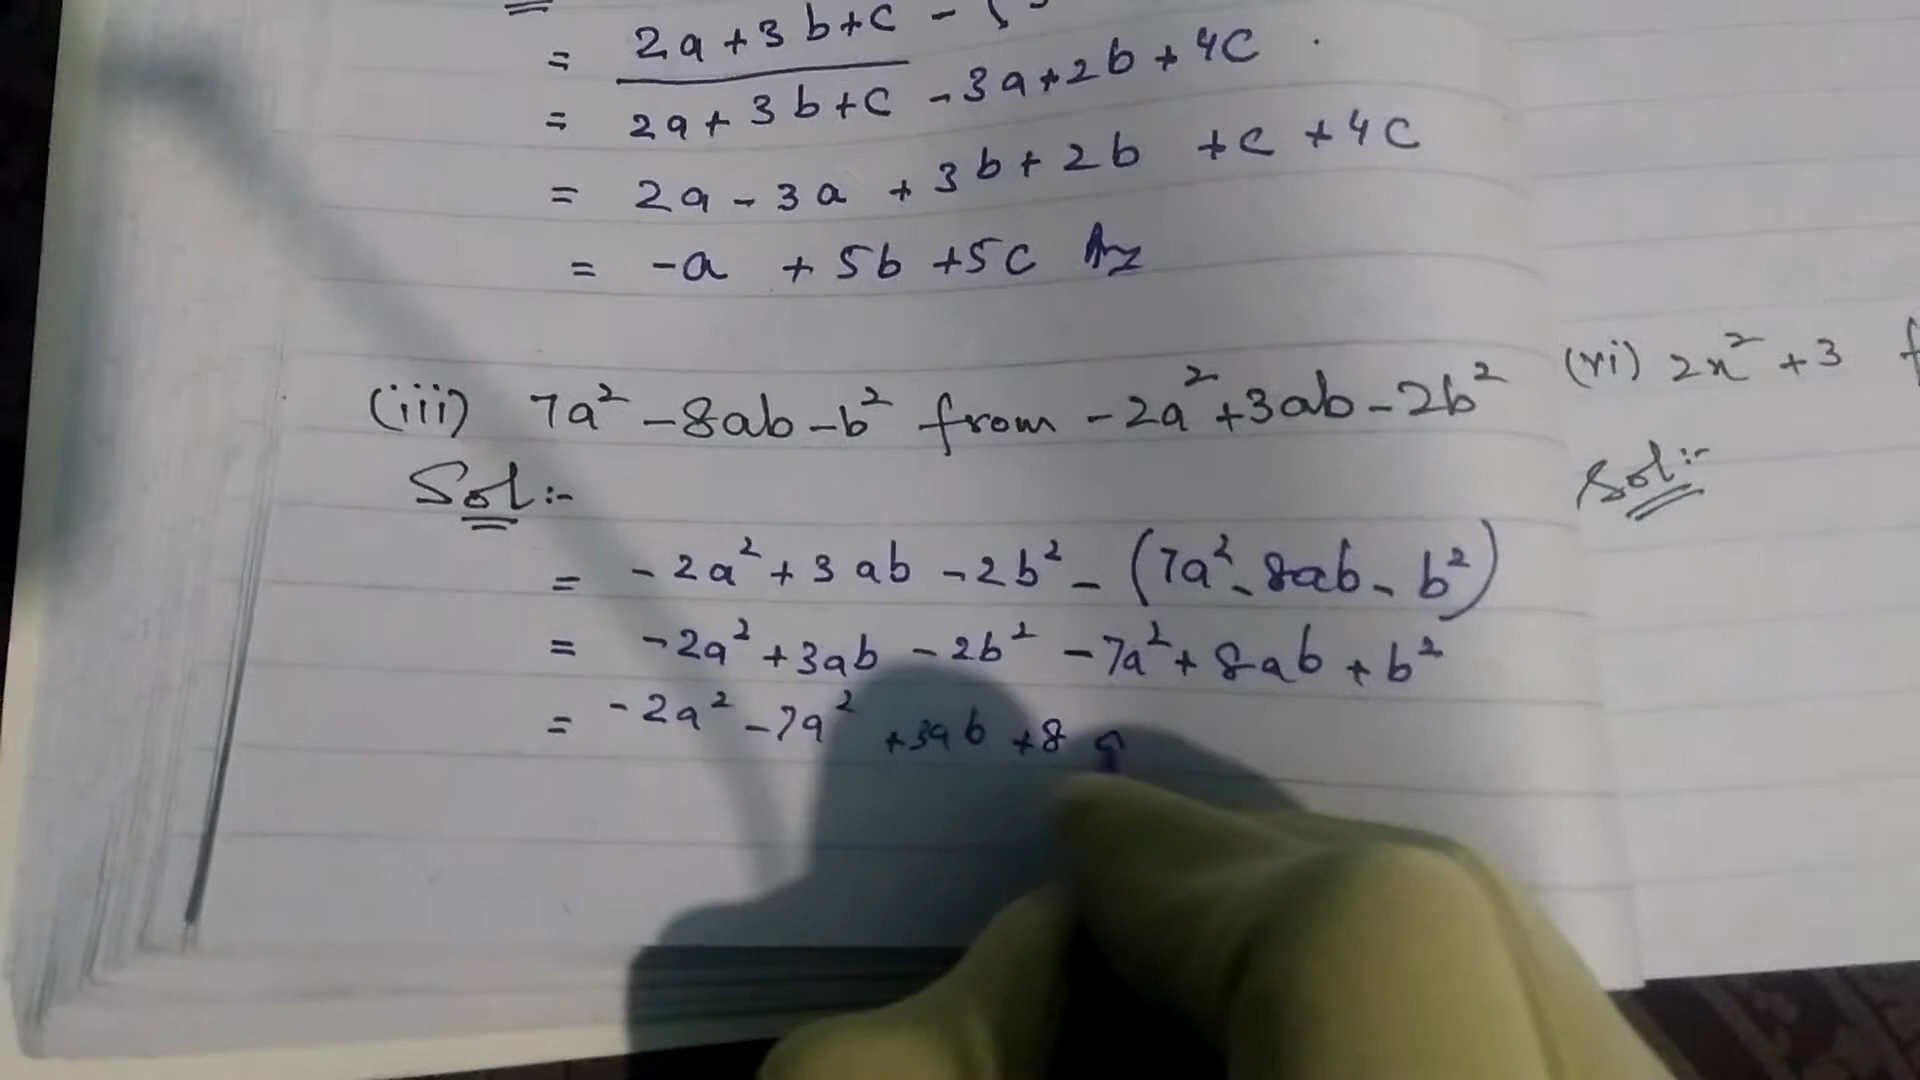 = 2a+3b+c - (
= 2a+3b+c -3a+2b+4c
= 2a-3a +3b+2b +c +4c
= -a +5b +5c Ans
(iii) 7a² -8ab-b² from -2a²+3ab-2b²
Sol:-
= -2a²+3ab -2b²- (7a²-8ab-b²)
= -2a²+3ab -2b² -7a²+8ab+b²
= -2a² -7a² +3ab +8 a
(vi) 2x²+3 f
Sol:-